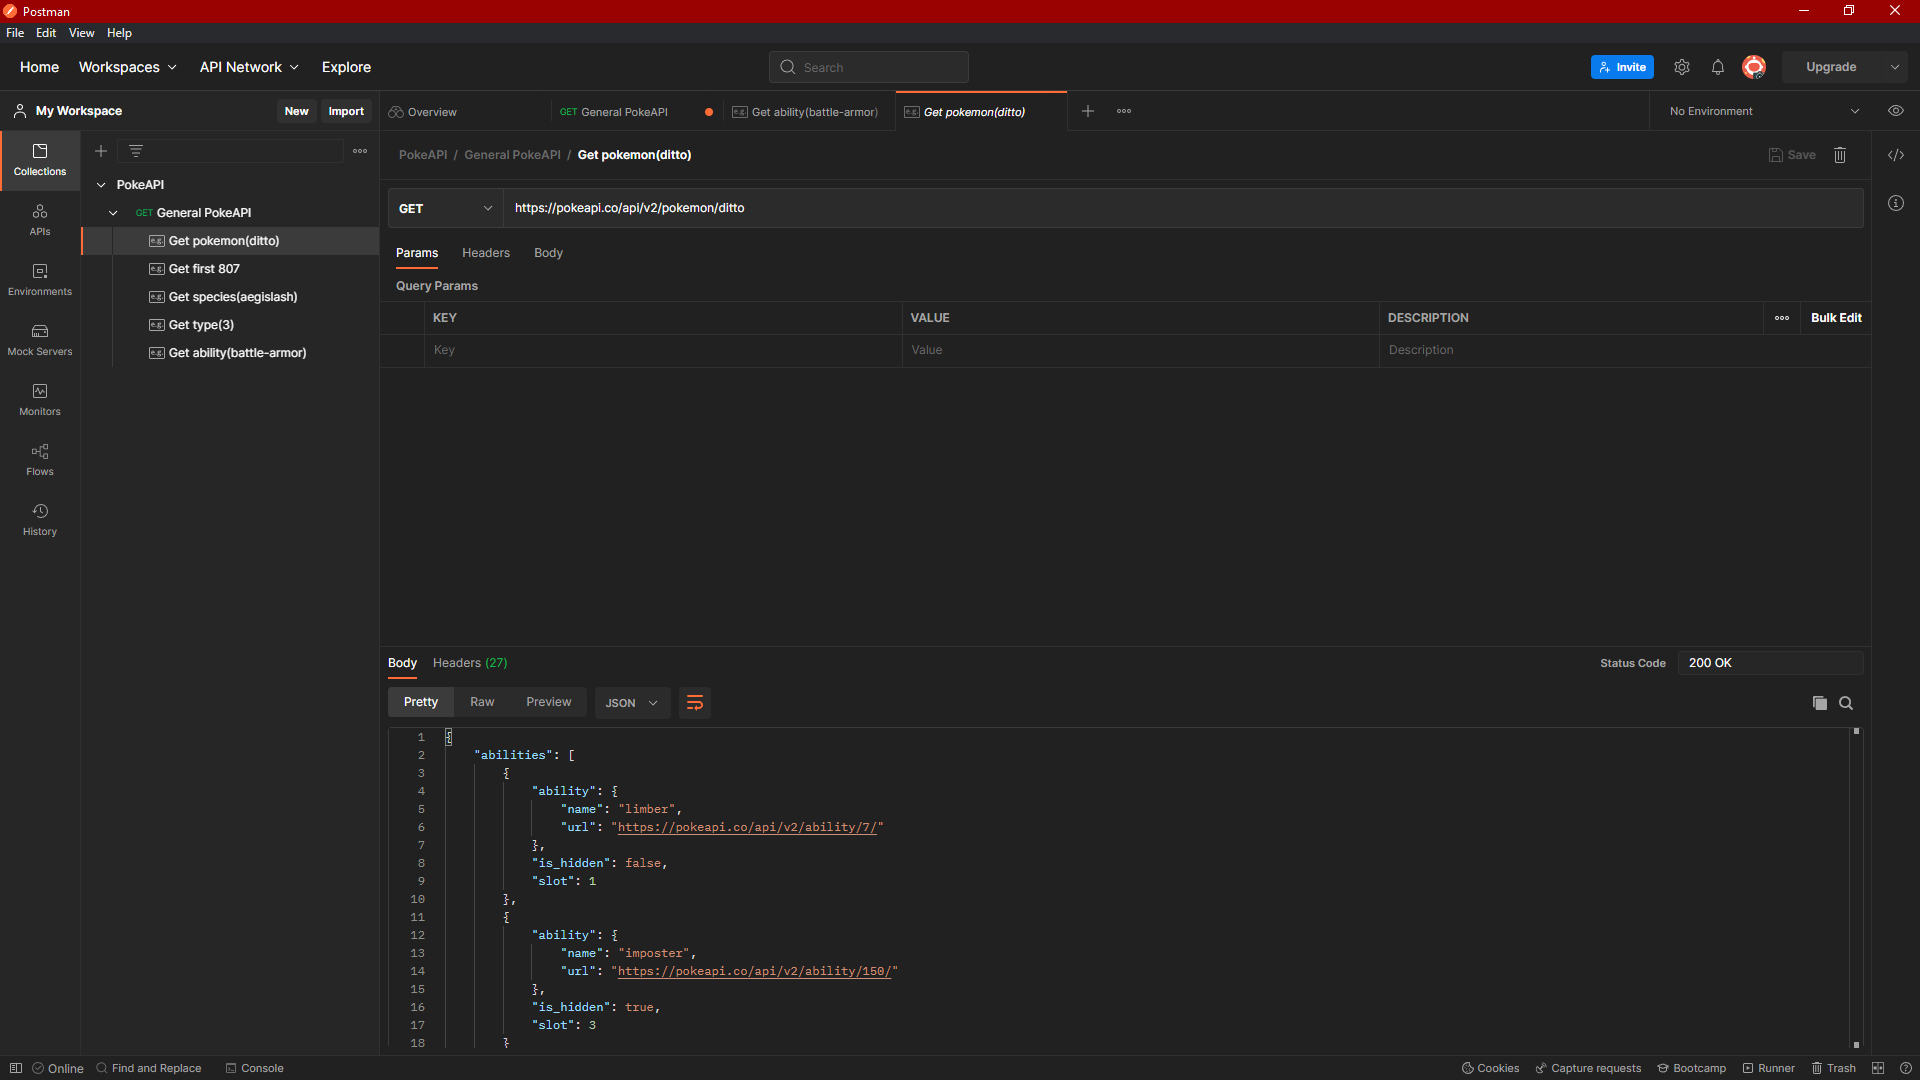 Postman
File Edit View Help
Home Workspaces API Network Explore
Search
Invite
Upgrade
My Workspace
New Import
Overview
GET General PokeAPI
e.g. Get ability(battle-armor)
e.g. Get pokemon(ditto)
No Environment
Collections
APIs
Environments
Mock Servers
Monitors
Flows
History
PokeAPI
GET General PokeAPI
e.g. Get pokemon(ditto)
e.g. Get first 807
e.g. Get species(aegislash)
e.g. Get type(3)
e.g. Get ability(battle-armor)
PokeAPI / General PokeAPI / Get pokemon(ditto)
Save
GET
https://pokeapi.co/api/v2/pokemon/ditto
Params Headers Body
Query Params
KEY VALUE DESCRIPTION Bulk Edit
Key Value Description
Body Headers (27)
Status Code 200 OK
Pretty Raw Preview JSON
1 {
2 "abilities": [
3 {
4 "ability": {
5 "name": "limber",
6 "url": "https://pokeapi.co/api/v2/ability/7/"
7 },
8 "is_hidden": false,
9 "slot": 1
10 },
11 {
12 "ability": {
13 "name": "imposter",
14 "url": "https://pokeapi.co/api/v2/ability/150/"
15 },
16 "is_hidden": true,
17 "slot": 3
18 }
Online Find and Replace Console
Cookies Capture requests Bootcamp Runner Trash